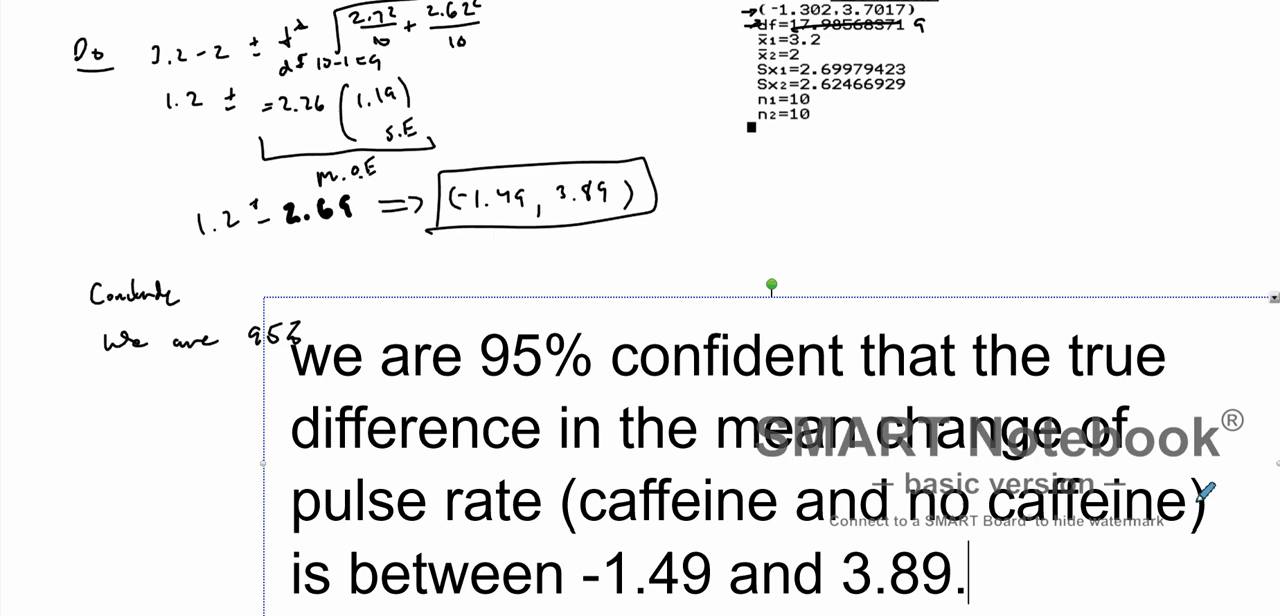 Do 3.2-2 ± t* √ 2.7²/10 + 2.62²/10
df 10-1=9
1.2 ± =2.26 (1.19)
S.E
M.O.E
1.2 ± 2.69 => (-1.49, 3.89)
Conclude
We are 95%
→(-1.302,3.7017)
→df=17.98568371 9
x̄1=3.2
x̄2=2
Sx1=2.69979423
Sx2=2.62466929
n1=10
n2=10
we are 95% confident that the true
difference in the mean change of
pulse rate (caffeine and no caffeine)
is between -1.49 and 3.89.
SMART Notebook®
— basic version —
Connect to a SMART Board to hide watermark